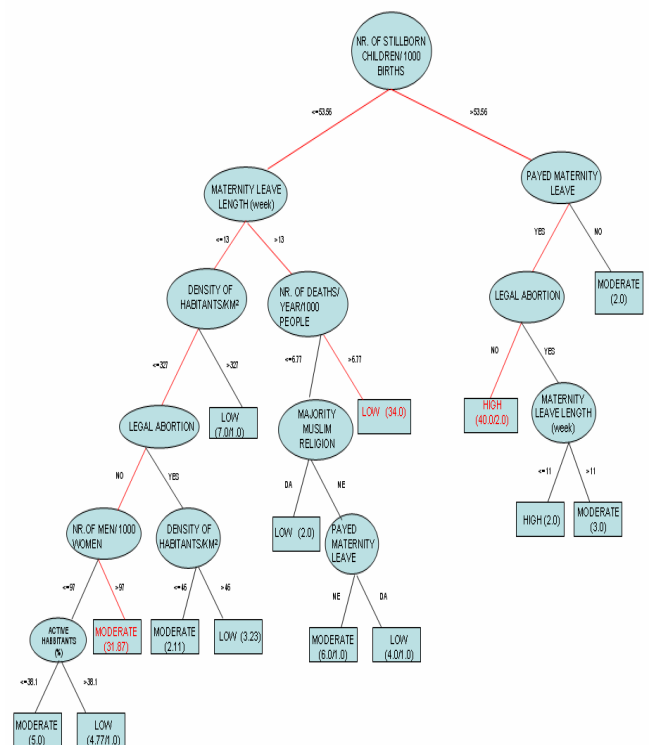 NR. OF STILLBORN
CHILDREN/1000
BIRTHS
<=53.56
>53.56
MATERNITY LEAVE
LENGTH (week)
PAYED MATERNITY
LEAVE
<=13
>13
YES
NO
DENSITY OF
HABITANTS/KM²
NR. OF DEATHS/
YEAR/1000
PEOPLE
LEGAL ABORTION
MODERATE
(2.0)
<=327
>327
<=6.77
>6.77
NO
YES
LEGAL ABORTION
LOW
(7.0/1.0)
MAJORITY
MUSLIM
RELIGION
LOW (34.0)
HIGH
(40.0/2.0)
MATERNITY
LEAVE LENGTH
(week)
NO
YES
DA
NE
<=11
>11
NR.OF MEN/1000
WOMEN
DENSITY OF
HABITANTS/KM²
LOW (2.0)
PAYED
MATERNITY
LEAVE
HIGH (2.0)
MODERATE
(3.0)
<=97
>97
<=46
>46
NE
DA
ACTIVE
HABBITANTS
(%)
MODERATE
(31.87)
MODERATE
(2.11)
LOW (3.23)
MODERATE
(6.0/1.0)
LOW
(4.0/1.0)
<=38.1
>38.1
MODERATE
(5.0)
LOW
(4.77/1.0)